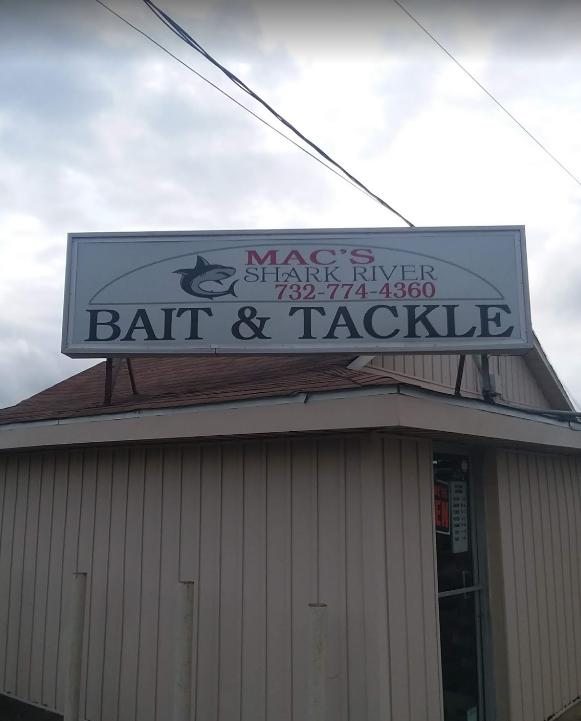 MAC'S
SHARK RIVER
732-774-4360
BAIT & TACKLE